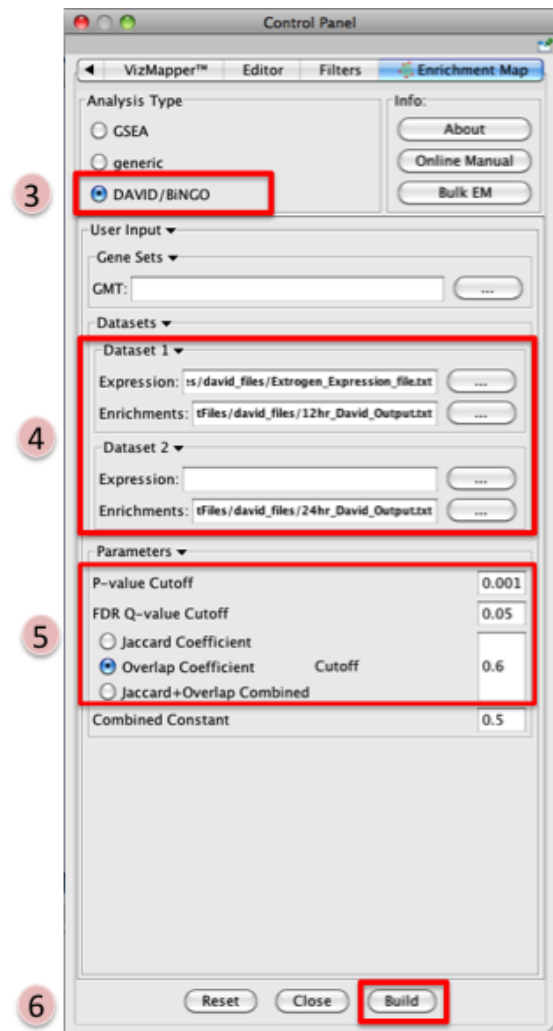 Control Panel
VizMapper™ Editor Filters Enrichment Map
Analysis Type
GSEA
generic
3
DAVID/BiNGO
Info:
About
Online Manual
Bulk EM
User Input
Gene Sets
GMT: ...
Datasets
4
Dataset 1
Expression: :s/david_files/Extrogen_Expression_file.txt ...
Enrichments: tFiles/david_files/12hr_David_Output.txt ...
Dataset 2
Expression: ...
Enrichments: tFiles/david_files/24hr_David_Output.txt ...
Parameters
5
P-value Cutoff 0.001
FDR Q-value Cutoff 0.05
Jaccard Coefficient
Overlap Coefficient Cutoff 0.6
Jaccard+Overlap Combined
Combined Constant 0.5
6
Reset Close Build